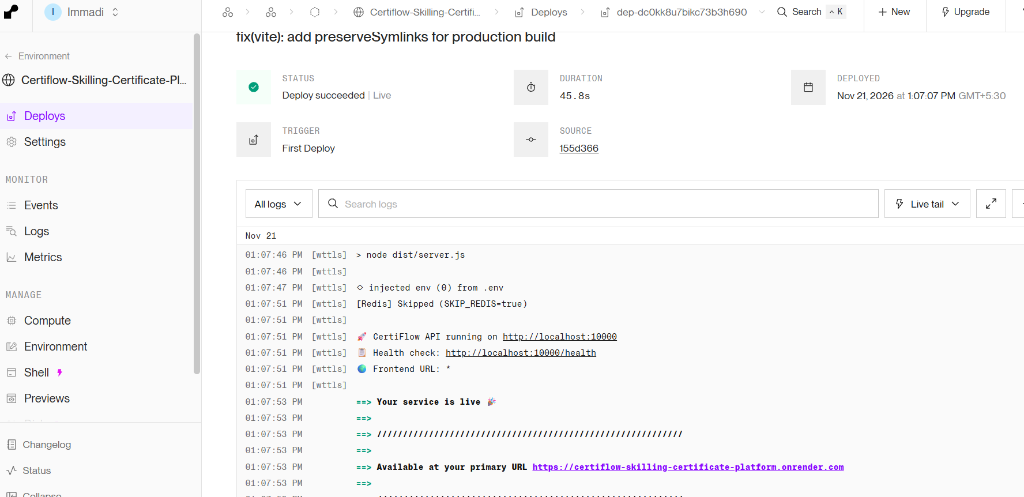 I Immadi
Certiflow-Skilling-Certifi...
Deploys
dep-dc0kk8u7bikc73b3h690
Search ^ K
+ New
Upgrade
← Environment
Certiflow-Skilling-Certificate-Pl...
Deploys
Settings
MONITOR
Events
Logs
Metrics
MANAGE
Compute
Environment
Shell
Previews
Changelog
Status
Collapse
fix(vite): add preserveSymlinks for production build
STATUS
Deploy succeeded | Live
DURATION
45.8s
DEPLOYED
Nov 21, 2026 at 1:07:07 PM GMT+5:30
TRIGGER
First Deploy
SOURCE
155d366
All logs
Search logs
Live tail
Nov 21
01:07:46 PM [wttls] > node dist/server.js
01:07:46 PM [wttls]
01:07:47 PM [wttls] ◇ injected env (0) from .env
01:07:51 PM [wttls] [Redis] Skipped (SKIP_REDIS=true)
01:07:51 PM [wttls]
01:07:51 PM [wttls] 🚀 CertiFlow API running on http://localhost:10000
01:07:51 PM [wttls] 📋 Health check: http://localhost:10000/health
01:07:51 PM [wttls] 🌍 Frontend URL: *
01:07:51 PM [wttls]
01:07:53 PM ==> Your service is live 🎉
01:07:53 PM ==>
01:07:53 PM ==> ///////////////////////////////////////////////////////////
01:07:53 PM ==>
01:07:53 PM ==> Available at your primary URL https://certiflow-skilling-certificate-platform.onrender.com
01:07:53 PM ==>